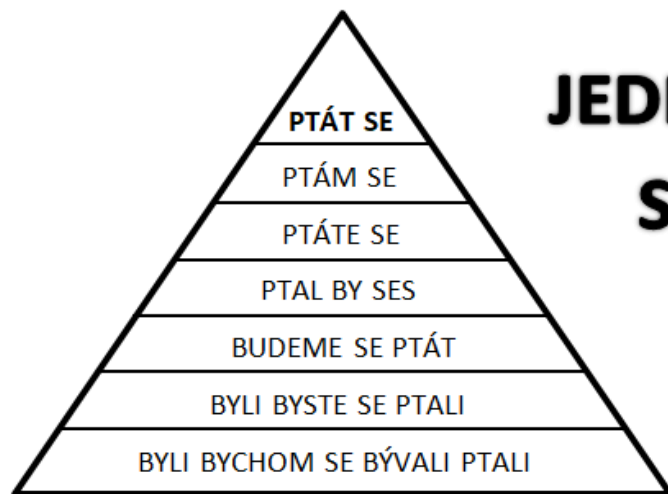 PTÁT SE
PTÁM SE
PTÁTE SE
PTAL BY SES
BUDEME SE PTÁT
BYLI BYSTE SE PTALI
BYLI BYCHOM SE BÝVALI PTALI